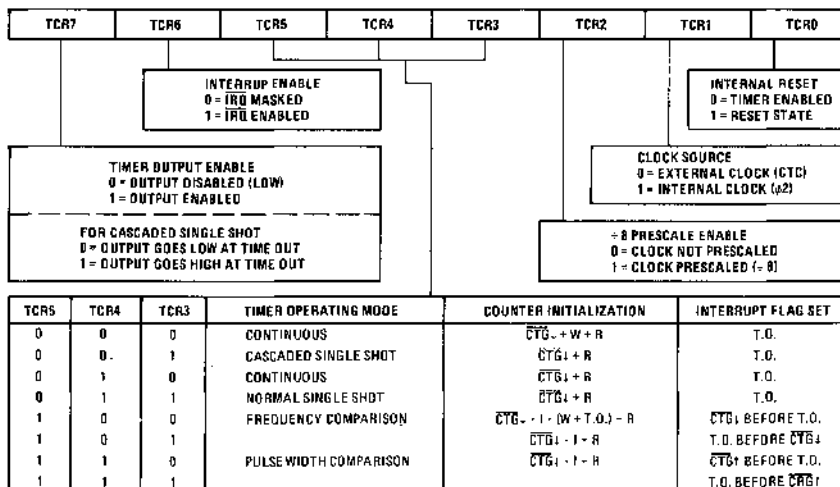 TCR7 TCR6 TCR5 TCR4 TCR3 TCR2 TCR1 TCR0
INTERRUP ENABLE
0 = IRQ MASKED
1 = IRQ ENABLED
INTERNAL RESET
0 = TIMER ENABLED
1 = RESET STATE
TIMER OUTPUT ENABLE
0 = OUTPUT DISABLED (LOW)
1 = OUTPUT ENABLED
CLOCK SOURCE
0 = EXTERNAL CLOCK (CTC)
1 = INTERNAL CLOCK (φ2)
FOR CASCADED SINGLE SHOT
0 = OUTPUT GOES LOW AT TIME OUT
1 = OUTPUT GOES HIGH AT TIME OUT
÷ 8 PRESCALE ENABLE
0 = CLOCK NOT PRESCALED
1 = CLOCK PRESCALED (÷ 8)
TCR5 TCR4 TCR3 TIMER OPERATING MODE COUNTER INITIALIZATION INTERRUPT FLAG SET
0 0 0 CONTINUOUS CTG↓ + W + R T.O.
0 0. 1 CASCADED SINGLE SHOT CTG↓ + R T.O.
0 1 0 CONTINUOUS CTG↓ + R T.O.
0 1 1 NORMAL SINGLE SHOT CTG↓ + R T.O.
1 0 0 FREQUENCY COMPARISON CTG↓ · I · (W + T.O.) − R CTG↓ BEFORE T.O.
1 0 1 CTG↓ · I − R T.O. BEFORE CTG↓
1 1 0 PULSE WIDTH COMPARISON CTG↓ · I − R CTG↑ BEFORE T.O.
1 1 1 T.O. BEFORE CRG↑